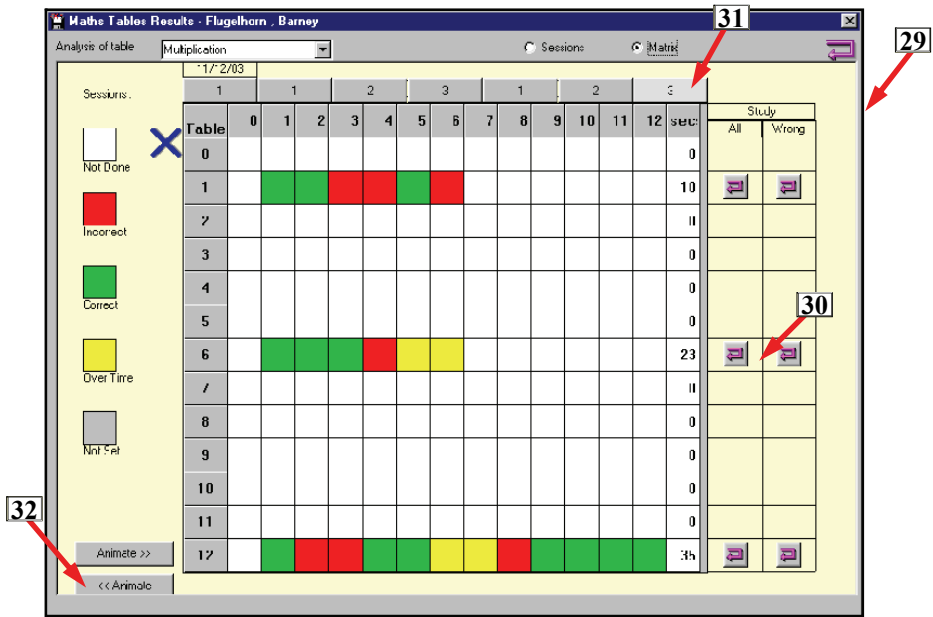 Maths Tables Results - Flugelhorn , Barney
31
29
Analysis of table Multiplication Sessions Matrix
11/12/03
Sessions: 1 1 2 3 1 2 3
Study
Table 0 1 2 3 4 5 6 7 8 9 10 11 12 secs All Wrong
0 0
Not Done
1 10
2 0
Incorrect
3 0
4 0
Correct
30
5 0
6 23
Over Time
7 0
8 0
Not Set
9 0
10 0
32
11 0
Animate >>
12 35
<< Animate